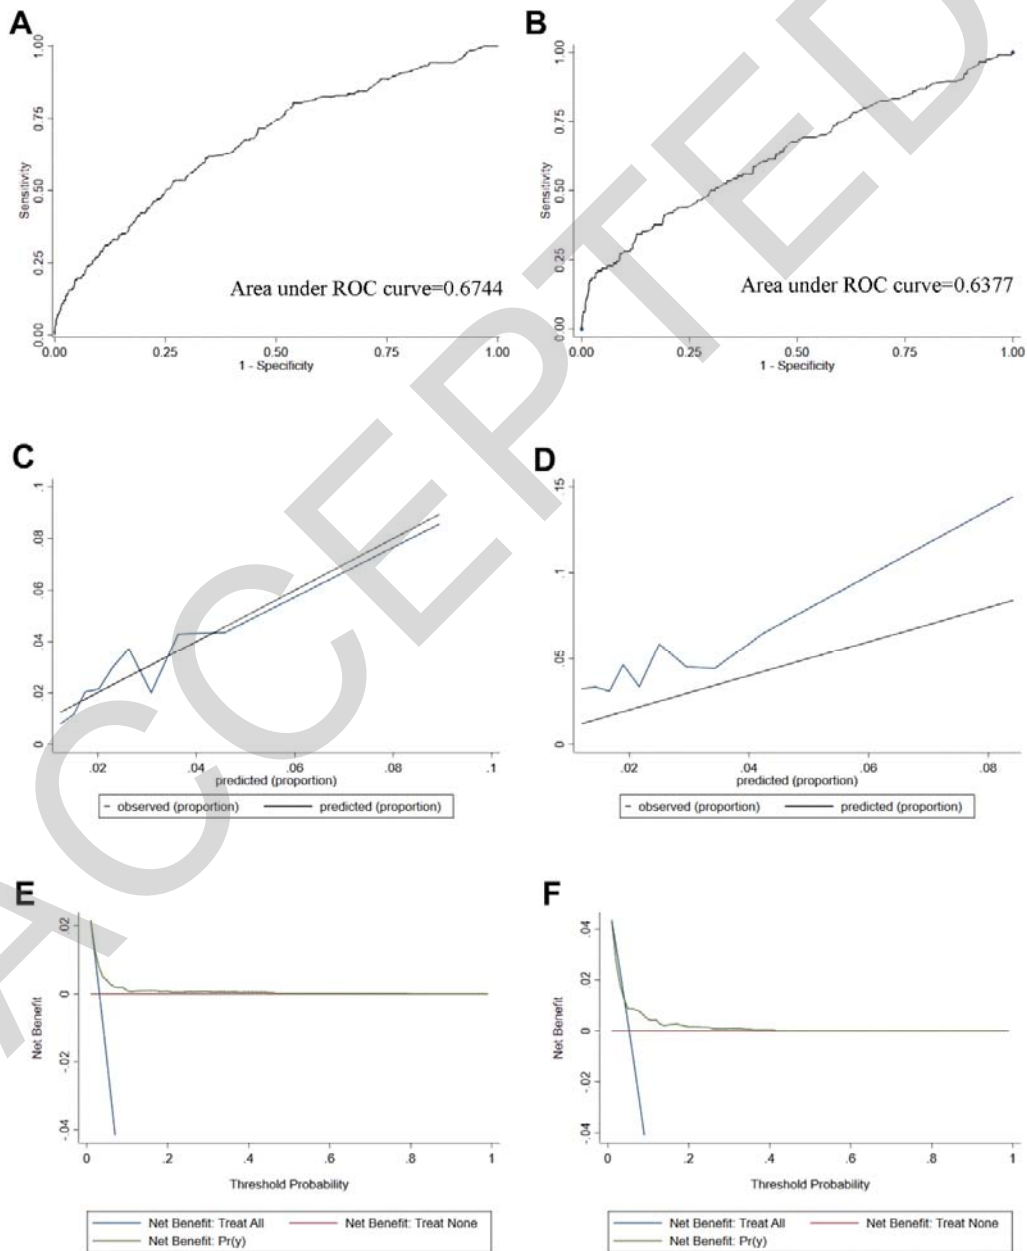 A
B
1.00
0.75
0.50
0.25
0.00
Sensitivity
Area under ROC curve=0.6744
0.00 0.25 0.50 0.75 1.00
1 - Specificity
1.00
0.75
0.50
0.25
0.00
Sensitivity
Area under ROC curve=0.6377
0.00 0.25 0.50 0.75 1.00
1 - Specificity
C
D
.1
.08
.06
.04
.02
0
.02 .04 .06 .08 .1
predicted (proportion)
observed (proportion) predicted (proportion)
.15
.1
.05
0
.02 .04 .06 .08
predicted (proportion)
observed (proportion) predicted (proportion)
E
F
.02
0
-.02
-.04
Net Benefit
0 .2 .4 .6 .8 1
Threshold Probability
Net Benefit: Treat All Net Benefit: Treat None
Net Benefit: Pr(y)
.04
.02
0
-.02
-.04
Net Benefit
0 .2 .4 .6 .8 1
Threshold Probability
Net Benefit: Treat All Net Benefit: Treat None
Net Benefit: Pr(y)
ACCEPTED